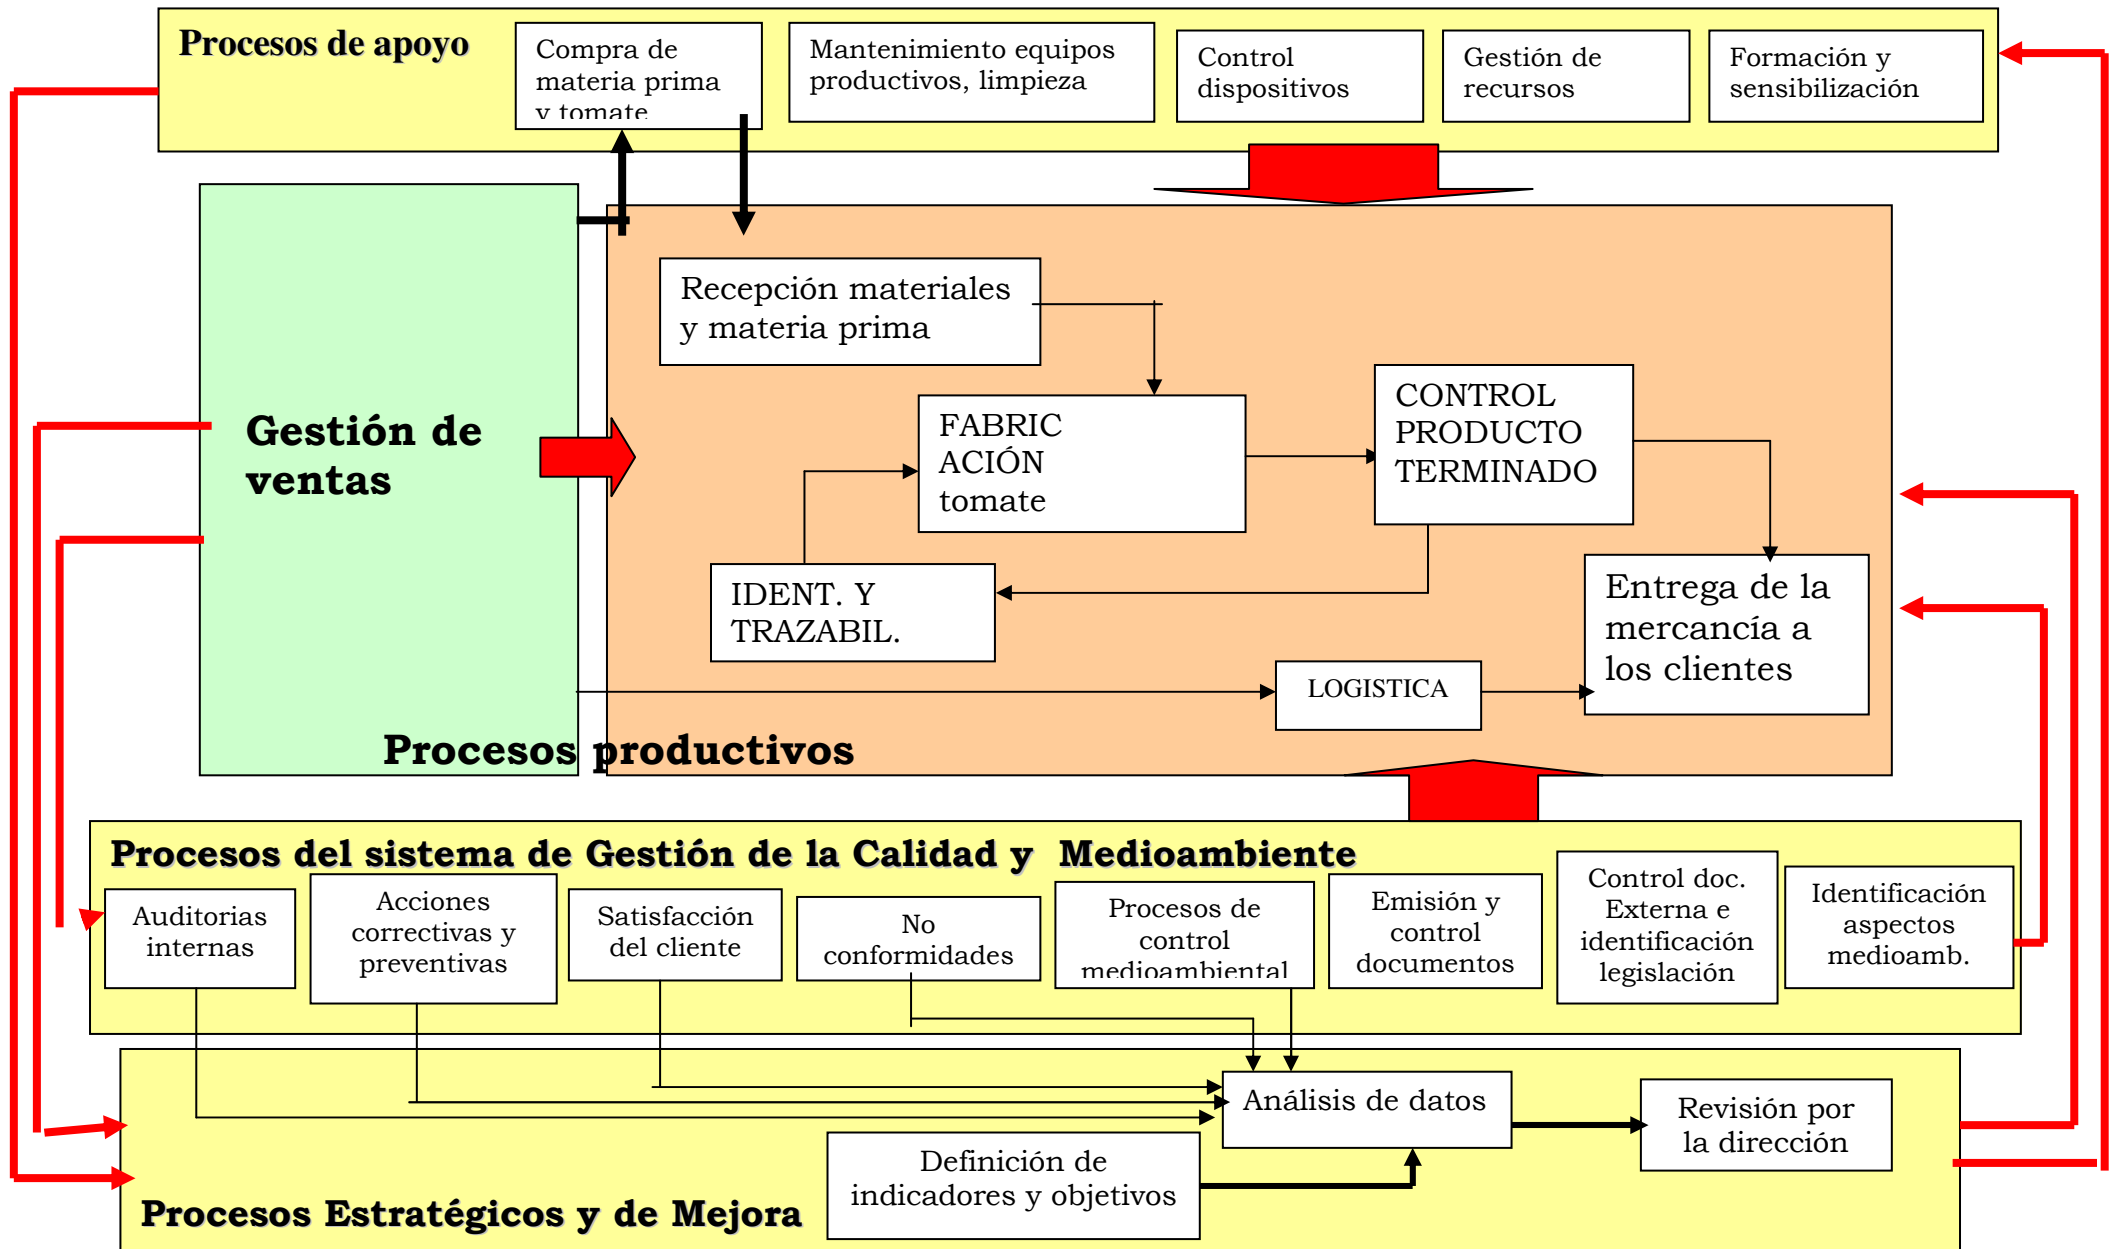 Procesos de apoyo
Compra de
materia prima
y tomate
Mantenimiento equipos
productivos, limpieza
Control
dispositivos
Gestión de
recursos
Formación y
sensibilización
Gestión de
ventas
Recepción materiales
y materia prima
FABRIC
ACIÓN
tomate
CONTROL
PRODUCTO
TERMINADO
IDENT. Y
TRAZABIL.
Entrega de la
mercancía a
los clientes
LOGISTICA
Procesos productivos
Procesos del sistema de Gestión de la Calidad y Medioambiente
Auditorias
internas
Acciones
correctivas y
preventivas
Satisfacción
del cliente
No
conformidades
Procesos de
control
medioambiental
Emisión y
control
documentos
Control doc.
Externa e
identificación
legislación
Identificación
aspectos
medioamb.
Análisis de datos
Revisión por
la dirección
Definición de
indicadores y objetivos
Procesos Estratégicos y de Mejora